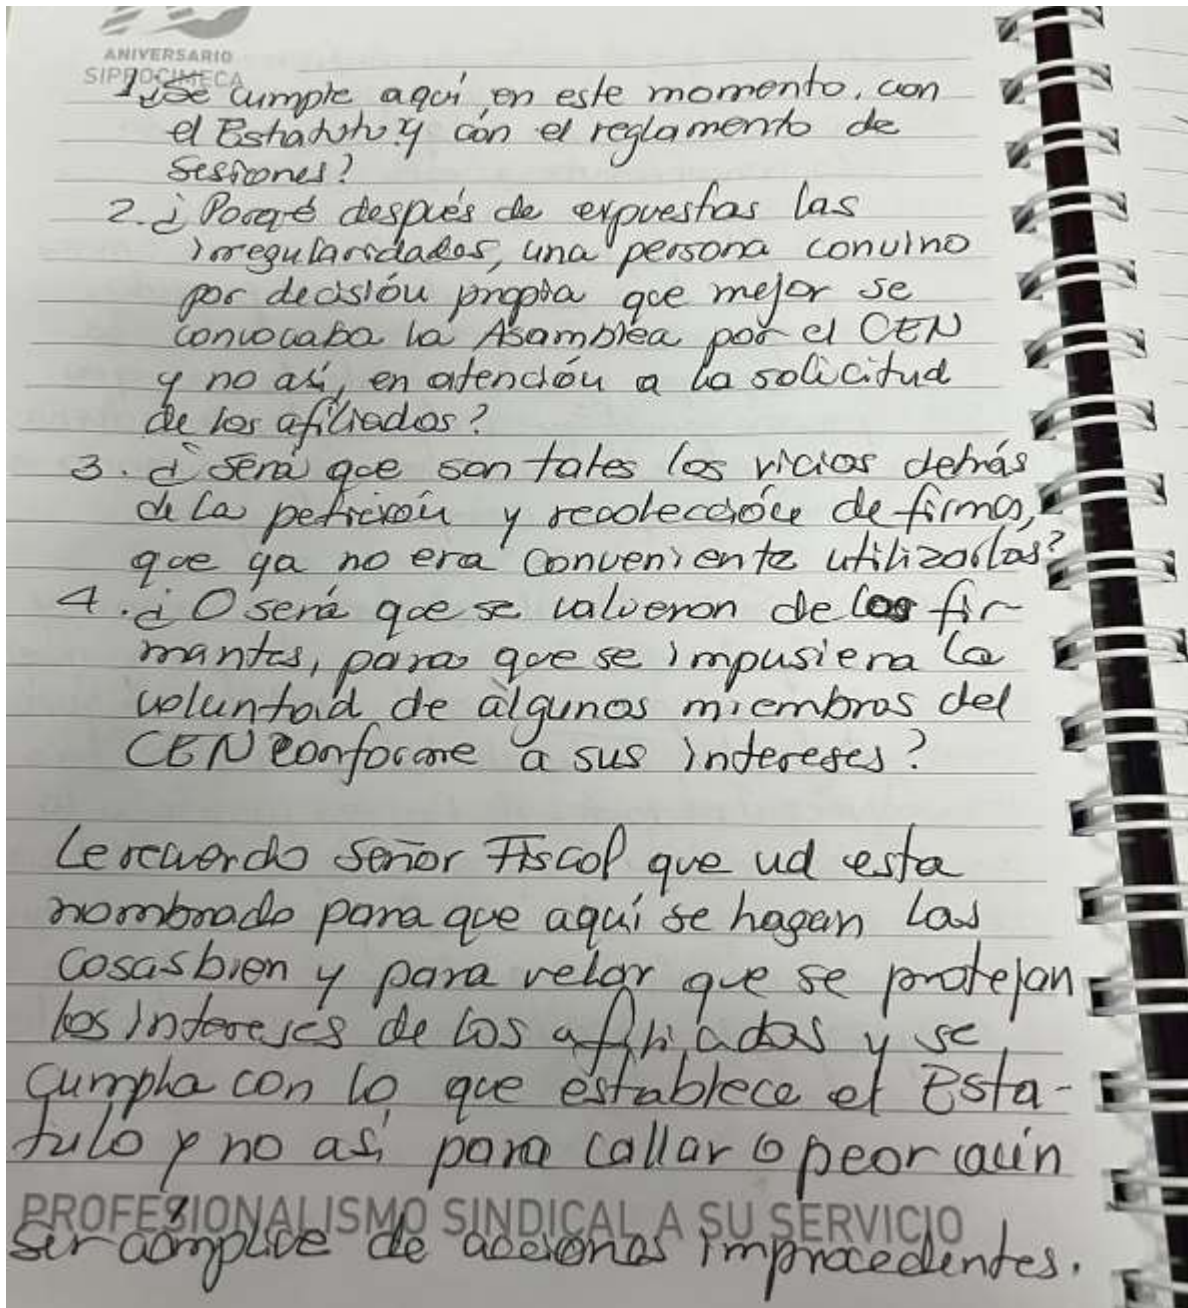 ANIVERSARIO
SIPROCIMECA
1. ¿Se cumple aquí en este momento, con
el Estatuto y con el reglamento de
Sesiones?
2. ¿Porqué después de expuestas las
irregularidades, una persona convino
por decisión propia que mejor se
convocaba la Asamblea por el CEN
y no así, en atención a la solicitud
de los afiliados?
3. ¿Será que son tales los vicios detrás
de la petición y recolección de firmas,
que ya no era conveniente utilizarlas?
4. ¿O será que se valieron de los fir-
mantes, para que se impusiera la
voluntad de algunos miembros del
CEN conforme a sus intereses?
Le recuerdo Señor Fiscal que ud esta
nombrado para que aquí se hagan las
cosas bien y para velar que se protejan
los intereses de los afiliados y se
cumpla con lo que establece el Esta-
tuto y no así para callar o peor aún
PROFESIONALISMO SINDICAL A SU SERVICIO
ser cómplice de acciones improcedentes.